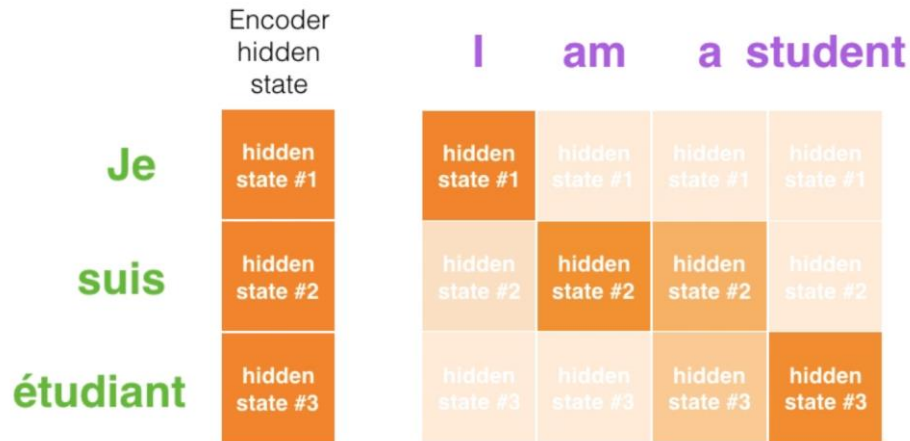 Encoder
hidden
state
I am a student
Je
hidden
state #1
hidden
state #1
hidden
state #1
hidden
state #1
hidden
state #1
suis
hidden
state #2
hidden
state #2
hidden
state #2
hidden
state #2
hidden
state #2
étudiant
hidden
state #3
hidden
state #3
hidden
state #3
hidden
state #3
hidden
state #3